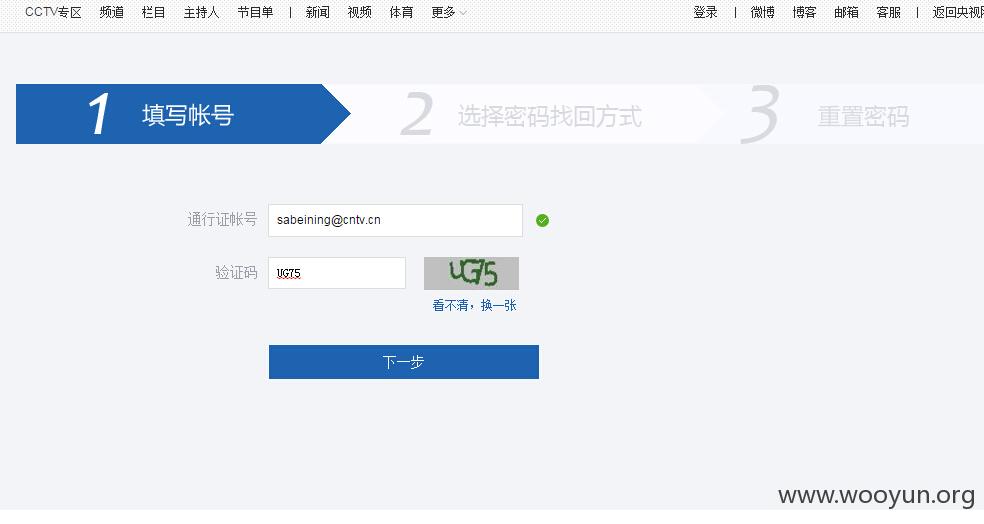 CCTV专区 频道 栏目 主持人 节目单 | 新闻 视频 体育 更多 登录 | 微博 博客 邮箱 客服 | 返回央视网
1 填写帐号 2 选择密码找回方式 3 重置密码
通行证帐号 sabeining@cntv.cn
验证码 UG75 UG75
看不清，换一张
下一步
www.wooyun.org